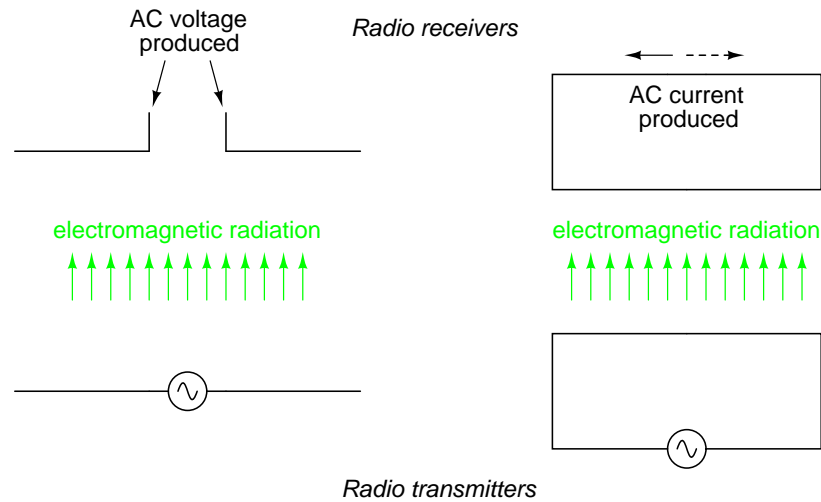 AC voltage
produced
Radio receivers
AC current
produced
electromagnetic radiation
electromagnetic radiation
Radio transmitters